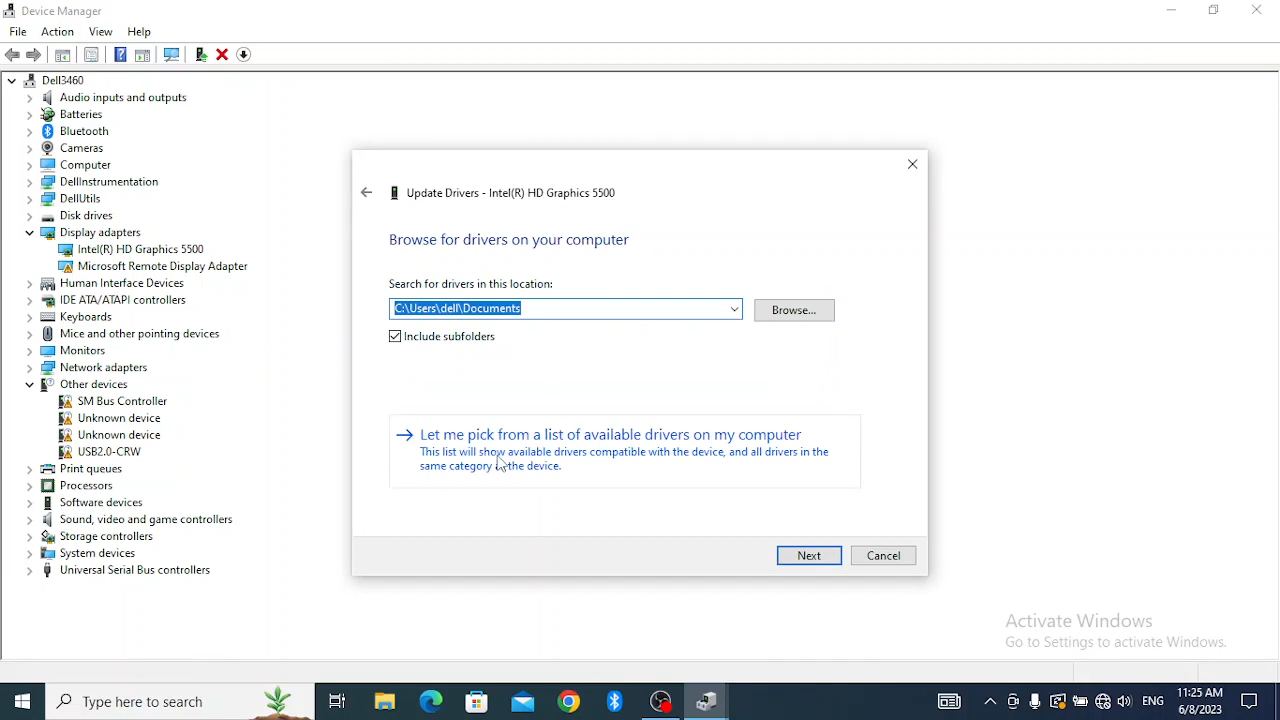 Device Manager
File Action View Help
Dell3460
Audio inputs and outputs
Batteries
Bluetooth
Cameras
Computer
DellInstrumentation
DellUtils
Disk drives
Display adapters
Intel(R) HD Graphics 5500
Microsoft Remote Display Adapter
Human Interface Devices
IDE ATA/ATAPI controllers
Keyboards
Mice and other pointing devices
Monitors
Network adapters
Other devices
SM Bus Controller
Unknown device
Unknown device
USB2.0-CRW
Print queues
Processors
Software devices
Sound, video and game controllers
Storage controllers
System devices
Universal Serial Bus controllers
Update Drivers - Intel(R) HD Graphics 5500
Browse for drivers on your computer
Search for drivers in this location:
C:\Users\dell\Documents
Browse...
Include subfolders
Let me pick from a list of available drivers on my computer
This list will show available drivers compatible with the device, and all drivers in the
same category as the device.
Next Cancel
Activate Windows
Go to Settings to activate Windows.
Type here to search
ENG
11:25 AM
6/8/2023